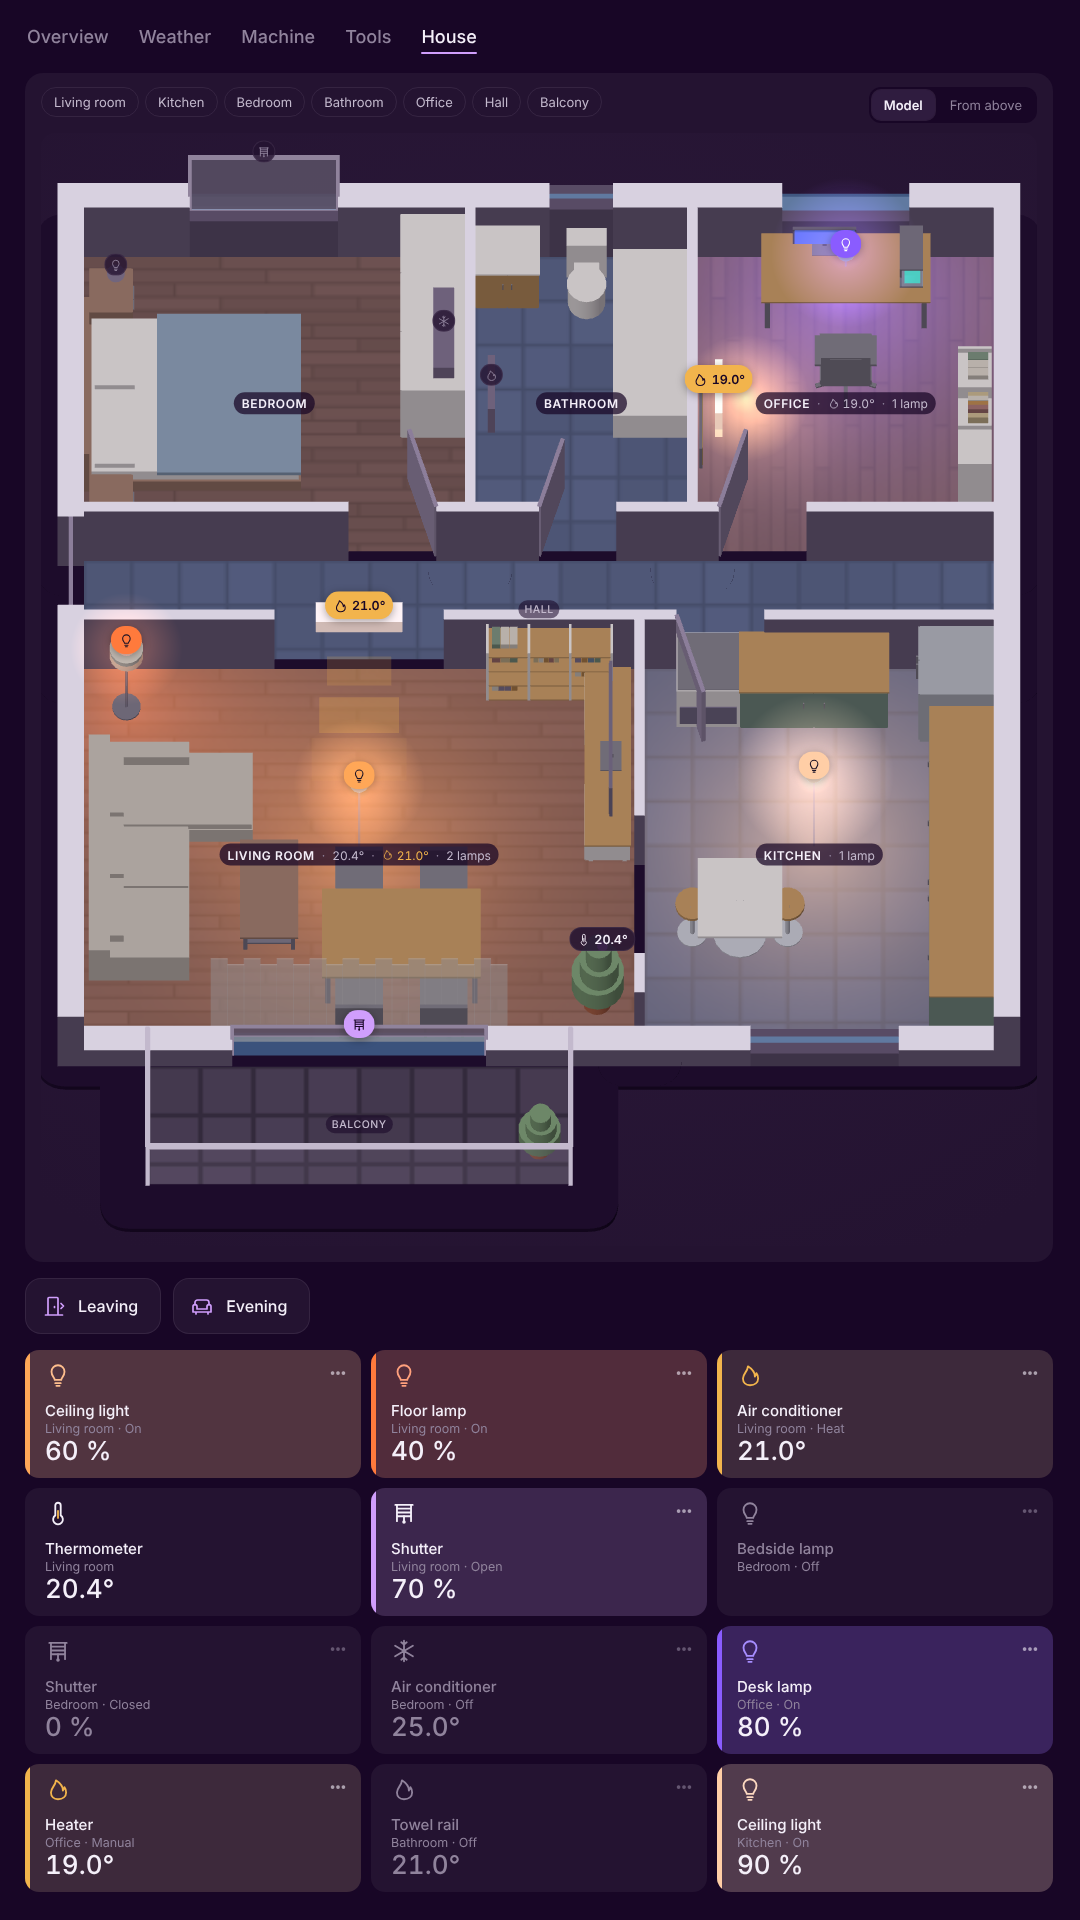 Overview Weather Machine Tools House
Living room Kitchen Bedroom Bathroom Office Hall Balcony Model From above
19.0°
BEDROOM BATHROOM OFFICE · 19.0° · 1 lamp
21.0°
HALL
LIVING ROOM · 20.4° · 21.0° · 2 lamps KITCHEN · 1 lamp
20.4°
BALCONY
Leaving Evening
Ceiling light
Living room · On
60 %
Floor lamp
Living room · On
40 %
Air conditioner
Living room · Heat
21.0°
Thermometer
Living room
20.4°
Shutter
Living room · Open
70 %
Bedside lamp
Bedroom · Off
Shutter
Bedroom · Closed
0 %
Air conditioner
Bedroom · Off
25.0°
Desk lamp
Office · On
80 %
Heater
Office · Manual
19.0°
Towel rail
Bathroom · Off
21.0°
Ceiling light
Kitchen · On
90 %